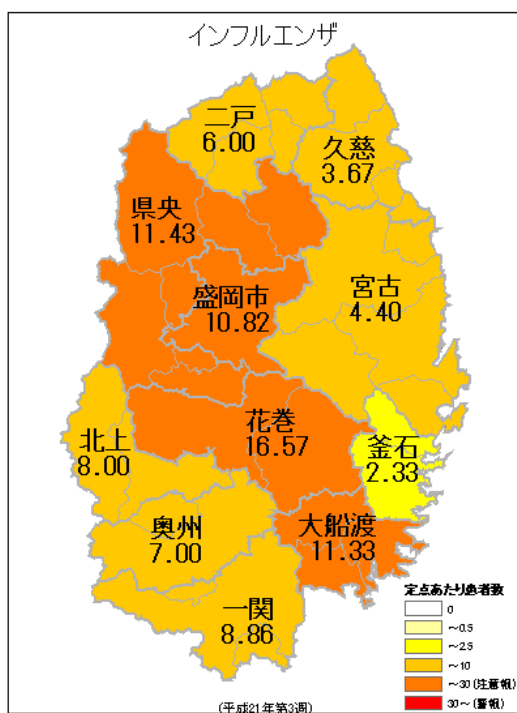 インフルエンザ
二戸
6.00
久慈
3.67
県央
11.43
盛岡市
10.82
宮古
4.40
花巻
16.57
北上
8.00
釜石
2.33
奥州
7.00
大船渡
11.33
一関
8.86
定点あたり患者数
0
～0.5
～2.5
～10
～30(注意報)
30～(警報)
(平成21年第3週)